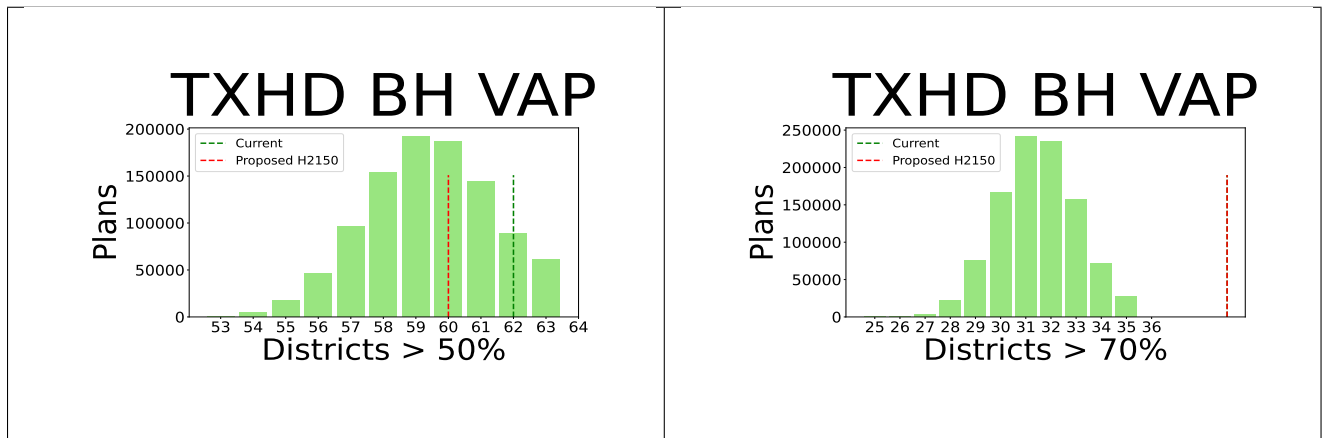 TXHD BH VAP
Current
Proposed H2150
Plans
200000
150000
100000
50000
0
53 54 55 56 57 58 59 60 61 62 63 64
Districts > 50%
TXHD BH VAP
Current
Proposed H2150
Plans
250000
200000
150000
100000
50000
0
25 26 27 28 29 30 31 32 33 34 35 36
Districts > 70%